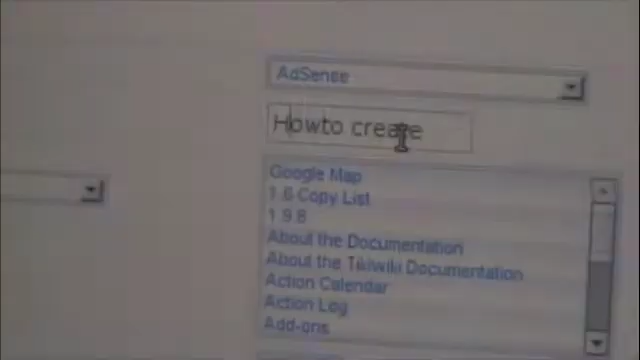 AdSense
Howto create
Google Map
1.6 Copy List
1.9.8
About the Documentation
About the Tikiwiki Documentation
Action Calendar
Action Log
Add-ons